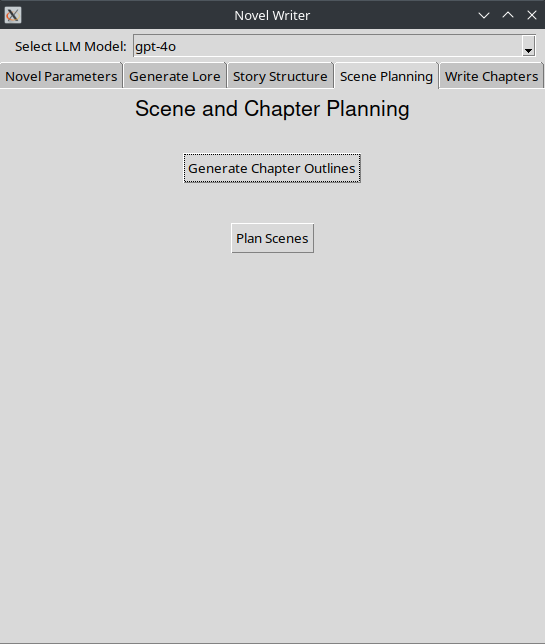 Novel Writer
Select LLM Model: gpt-4o
Novel Parameters Generate Lore Story Structure Scene Planning Write Chapters
Scene and Chapter Planning
Generate Chapter Outlines
Plan Scenes